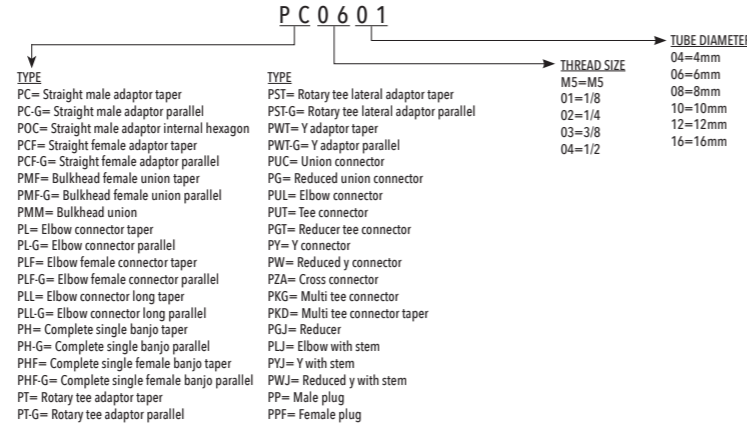 PC0601
TYPE
PC= Straight male adaptor taper
PC-G= Straight male adaptor parallel
POC= Straight male adaptor internal hexagon
PCF= Straight female adaptor taper
PCF-G= Straight female adaptor parallel
PMF= Bulkhead female union taper
PMF-G= Bulkhead female union parallel
PMM= Bulkhead union
PL= Elbow connector taper
PL-G= Elbow connector parallel
PLF= Elbow female connector taper
PLF-G= Elbow female connector parallel
PLL= Elbow connector long taper
PLL-G= Elbow connector long parallel
PH= Complete single banjo taper
PH-G= Complete single banjo parallel
PHF= Complete single female banjo taper
PHF-G= Complete single female banjo parallel
PT= Rotary tee adaptor taper
PT-G= Rotary tee adaptor parallel
TYPE
PST= Rotary tee lateral adaptor taper
PST-G= Rotary tee lateral adaptor parallel
PWT= Y adaptor taper
PWT-G= Y adaptor parallel
PUC= Union connector
PG= Reduced union connector
PUL= Elbow connector
PUT= Tee connector
PGT= Reducer tee connector
PY= Y connector
PW= Reduced y connector
PZA= Cross connector
PKG= Multi tee connector
PKD= Multi tee connector taper
PGJ= Reducer
PLJ= Elbow with stem
PYJ= Y with stem
PWJ= Reduced y with stem
PP= Male plug
PPF= Female plug
THREAD SIZE
M5=M5
01=1/8
02=1/4
03=3/8
04=1/2
TUBE DIAMETER
04=4mm
06=6mm
08=8mm
10=10mm
12=12mm
16=16mm